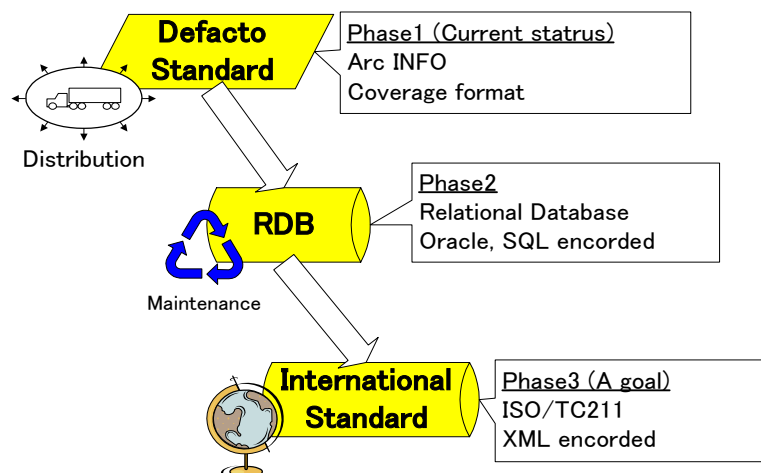 Defacto
Standard
Phase1 (Current statrus)
Arc INFO
Coverage format
Distribution
RDB
Phase2
Relational Database
Oracle, SQL encorded
Maintenance
International
Standard
Phase3 (A goal)
ISO/TC211
XML encorded